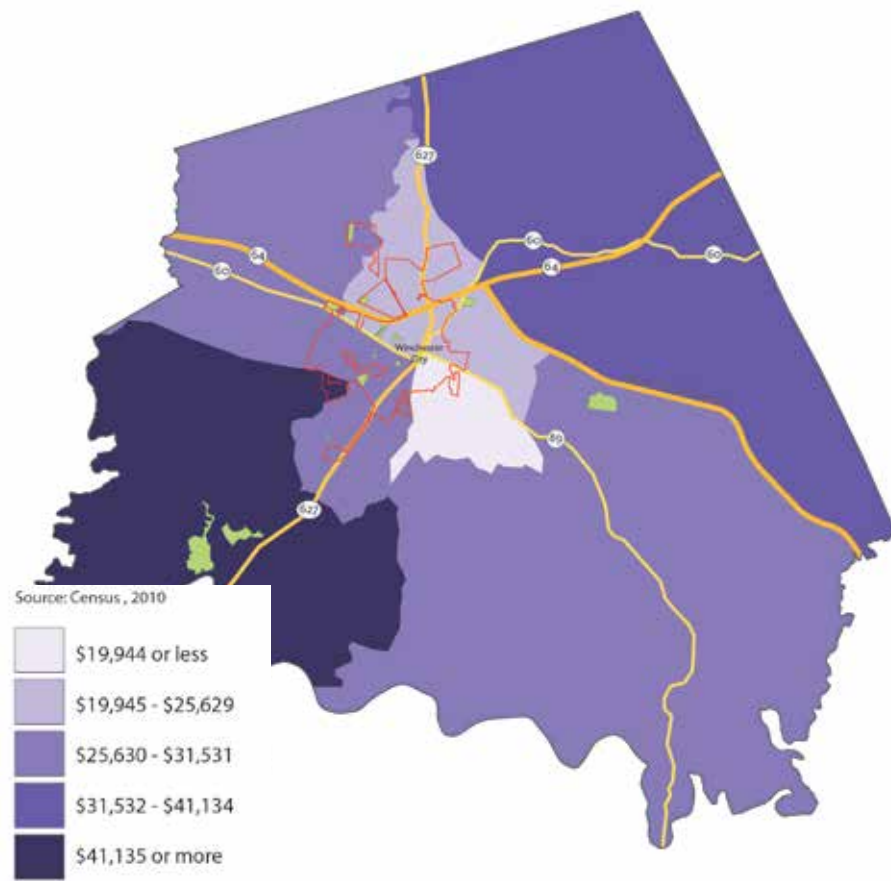 627
60
64
60
64
60
Winchester
City
89
627
Source: Census , 2010
$19,944 or less
$19,945 - $25,629
$25,630 - $31,531
$31,532 - $41,134
$41,135 or more